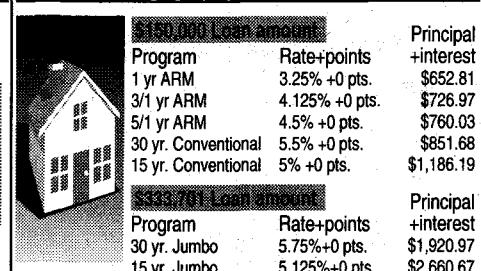 $150,000 Loan amount Principal
Program Rate+points +interest
1 yr ARM 3.25% +0 pts. $652.81
3/1 yr ARM 4.125% +0 pts. $726.97
5/1 yr ARM 4.5% +0 pts. $760.03
30 yr. Conventional 5.5% +0 pts. $851.68
15 yr. Conventional 5% +0 pts. $1,186.19
$333,701 Loan amount Principal
Program Rate+points +interest
30 yr. Jumbo 5.75%+0 pts. $1,920.97
15 yr. Jumbo 5.125%+0 pts. $2,660.67